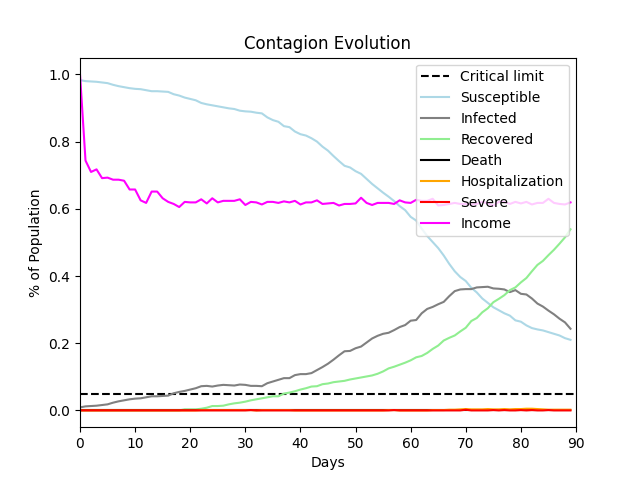 Contagion Evolution
1.0
0.8
0.6
0.4
0.2
0.0
% of Population
Critical limit
Susceptible
Infected
Recovered
Death
Hospitalization
Severe
Income
0 10 20 30 40 50 60 70 80 90
Days